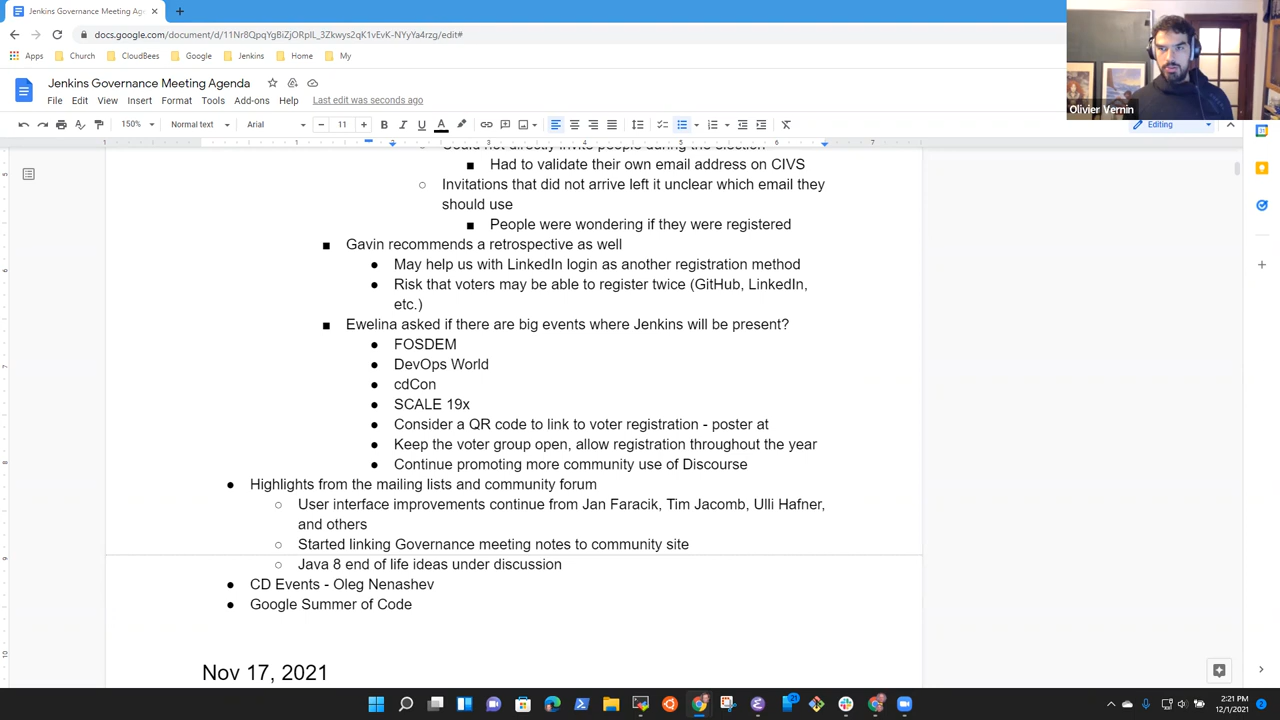 Jenkins Governance Meeting Ag
docs.google.com/document/d/11Nr8QpqYgBiZjORpIL_3Zkwys2qK1vEvK-NYyYa4rzg/edit#
Apps Church CloudBees Google Jenkins Home My
Jenkins Governance Meeting Agenda
File Edit View Insert Format Tools Add-ons Help Last edit was seconds ago
150% Normal text Arial 11 Editing
Olivier Vernin
Could not directly invite people during the election
Had to validate their own email address on CIVS
Invitations that did not arrive left it unclear which email they
should use
People were wondering if they were registered
Gavin recommends a retrospective as well
May help us with LinkedIn login as another registration method
Risk that voters may be able to register twice (GitHub, LinkedIn,
etc.)
Ewelina asked if there are big events where Jenkins will be present?
FOSDEM
DevOps World
cdCon
SCALE 19x
Consider a QR code to link to voter registration - poster at
Keep the voter group open, allow registration throughout the year
Continue promoting more community use of Discourse
Highlights from the mailing lists and community forum
User interface improvements continue from Jan Faracik, Tim Jacomb, Ulli Hafner,
and others
Started linking Governance meeting notes to community site
Java 8 end of life ideas under discussion
CD Events - Oleg Nenashev
Google Summer of Code
Nov 17, 2021
2:21 PM
12/1/2021